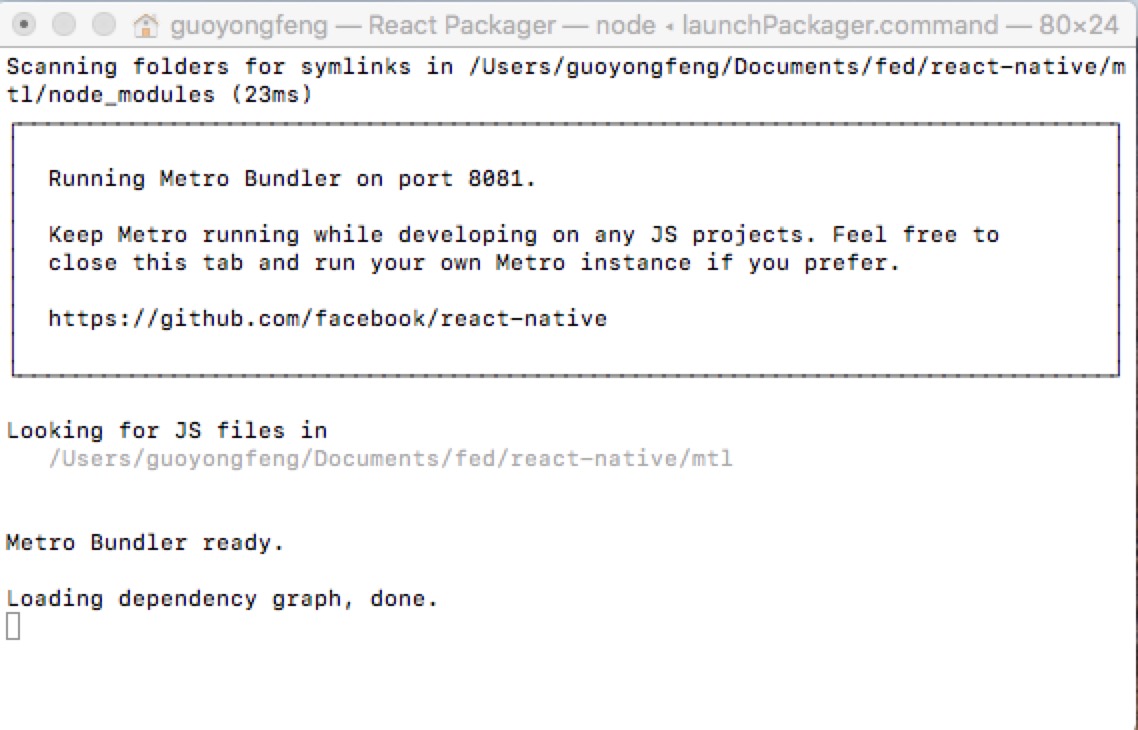 guoyongfeng — React Packager — node ◂ launchPackager.command — 80×24
Scanning folders for symlinks in /Users/guoyongfeng/Documents/fed/react-native/m
tl/node_modules (23ms)
Running Metro Bundler on port 8081.
Keep Metro running while developing on any JS projects. Feel free to
close this tab and run your own Metro instance if you prefer.
https://github.com/facebook/react-native
Looking for JS files in
/Users/guoyongfeng/Documents/fed/react-native/mtl
Metro Bundler ready.
Loading dependency graph, done.